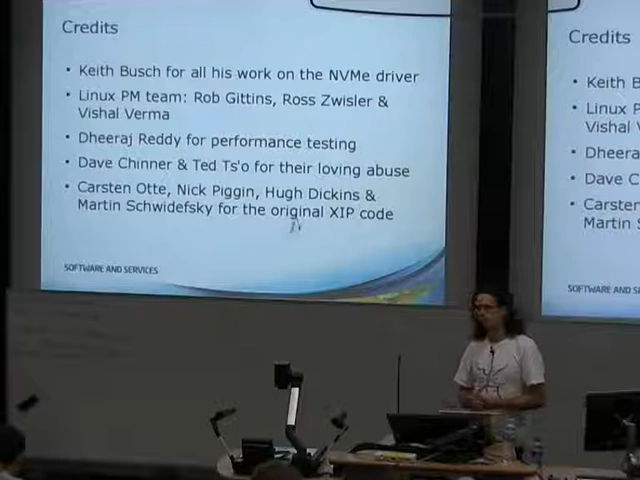 Credits
• Keith Busch for all his work on the NVMe driver
• Linux PM team: Rob Gittins, Ross Zwisler &
Vishal Verma
• Dheeraj Reddy for performance testing
• Dave Chinner & Ted Ts'o for their loving abuse
• Carsten Otte, Nick Piggin, Hugh Dickins &
Martin Schwidefsky for the original XIP code
SOFTWARE AND SERVICES
Credits
• Keith B
• Linux P
Vishal V
• Dheera
• Dave C
• Carsten
Martin S
SOFTWARE AND SE